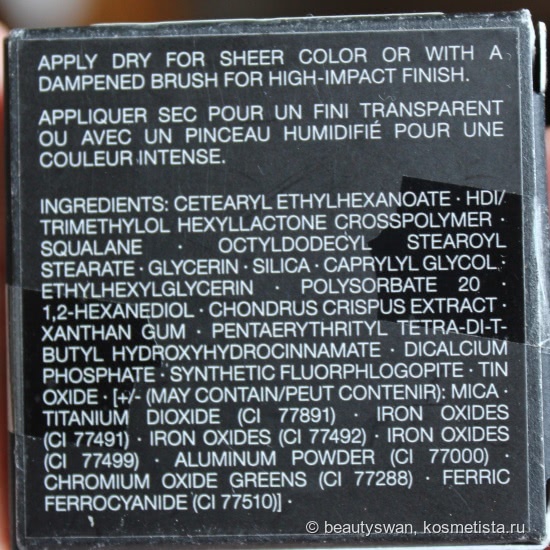 APPLY DRY FOR SHEER COLOR OR WITH A
DAMPENED BRUSH FOR HIGH-IMPACT FINISH.
APPLIQUER SEC POUR UN FINI TRANSPARENT
OU AVEC UN PINCEAU HUMIDIFIÉ POUR UNE
COULEUR INTENSE.
INGREDIENTS: CETEARYL ETHYLHEXANOATE · HDI/
TRIMETHYLOL HEXYLLACTONE CROSSPOLYMER ·
SQUALANE · OCTYLDODECYL STEAROYL
STEARATE · GLYCERIN · SILICA · CAPRYLYL GLYCOL ·
ETHYLHEXYLGLYCERIN · POLYSORBATE 20 ·
1,2-HEXANEDIOL · CHONDRUS CRISPUS EXTRACT ·
XANTHAN GUM · PENTAERYTHRITYL TETRA-DI-T-
BUTYL HYDROXYHYDROCINNAMATE · DICALCIUM
PHOSPHATE · SYNTHETIC FLUORPHLOGOPITE · TIN
OXIDE · [+/- (MAY CONTAIN/PEUT CONTENIR): MICA ·
TITANIUM DIOXIDE (CI 77891) · IRON OXIDES
(CI 77491) · IRON OXIDES (CI 77492) · IRON OXIDES
(CI 77499) · ALUMINUM POWDER (CI 77000) ·
CHROMIUM OXIDE GREENS (CI 77288) · FERRIC
FERROCYANIDE (CI 77510)] ·
© beautyswan, kosmetista.ru